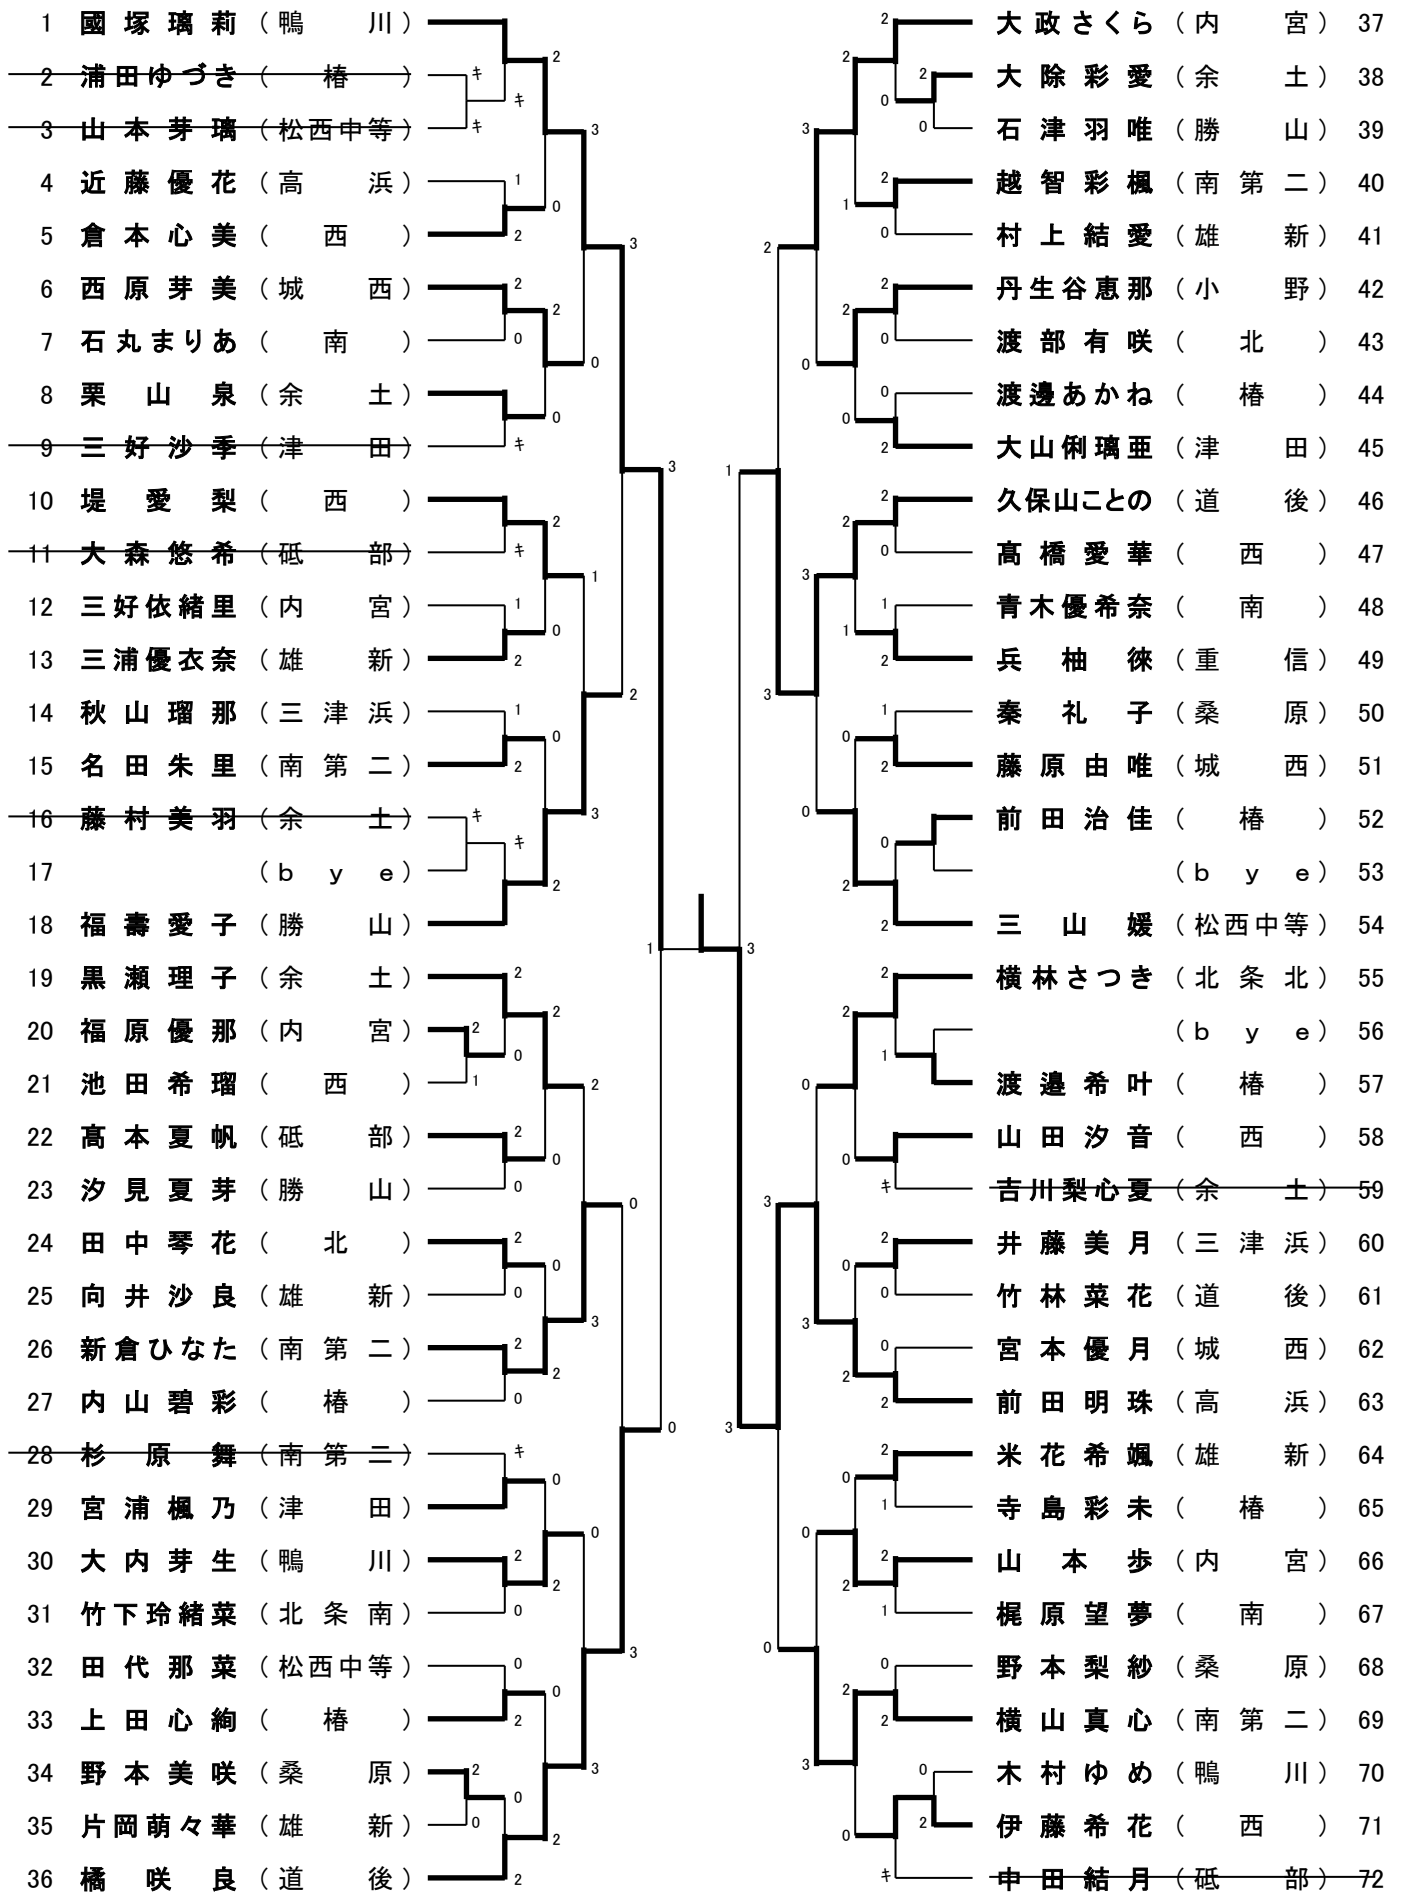 1 國塚璃莉 (鴨川)
2 浦田ゆづき (椿)
3 山本芽璃 (松西中等)
4 近藤優花 (高浜)
5 倉本心美 (西)
6 西原芽美 (城西)
7 石丸まりあ (南)
8 栗山泉 (余土)
9 三好沙季 (津田)
10 堤愛梨 (西)
11 大森悠希 (砥部)
12 三好依緒里 (内宮)
13 三浦優衣奈 (雄新)
14 秋山瑠那 (三津浜)
15 名田朱里 (南第二)
16 藤村美羽 (余土)
17 (bye)
18 福壽愛子 (勝山)
19 黒瀬理子 (余土)
20 福原優那 (内宮)
21 池田希瑠 (西)
22 髙本夏帆 (砥部)
23 汐見夏芽 (勝山)
24 田中琴花 (北)
25 向井沙良 (雄新)
26 新倉ひなた (南第二)
27 内山碧彩 (椿)
28 杉原舞 (南第二)
29 宮浦楓乃 (津田)
30 大内芽生 (鴨川)
31 竹下玲緒菜 (北条南)
32 田代那菜 (松西中等)
33 上田心絢 (椿)
34 野本美咲 (桑原)
35 片岡萌々華 (雄新)
36 橘咲良 (道後)
大政さくら (内宮) 37
大除彩愛 (余土) 38
石津羽唯 (勝山) 39
越智彩楓 (南第二) 40
村上結愛 (雄新) 41
丹生谷恵那 (小野) 42
渡部有咲 (北) 43
渡邊あかね (椿) 44
大山俐璃亜 (津田) 45
久保山ことの (道後) 46
髙橋愛華 (西) 47
青木優希奈 (南) 48
兵柚徠 (重信) 49
秦礼子 (桑原) 50
藤原由唯 (城西) 51
前田治佳 (椿) 52
(bye) 53
三山媛 (松西中等) 54
横林さつき (北条北) 55
(bye) 56
渡邉希叶 (椿) 57
山田汐音 (西) 58
吉川梨心夏 (余土) 59
井藤美月 (三津浜) 60
竹林菜花 (道後) 61
宮本優月 (城西) 62
前田明珠 (高浜) 63
米花希颯 (雄新) 64
寺島彩未 (椿) 65
山本歩 (内宮) 66
梶原望夢 (南) 67
野本梨紗 (桑原) 68
横山真心 (南第二) 69
木村ゆめ (鴨川) 70
伊藤希花 (西) 71
中田結月 (砥部) 72